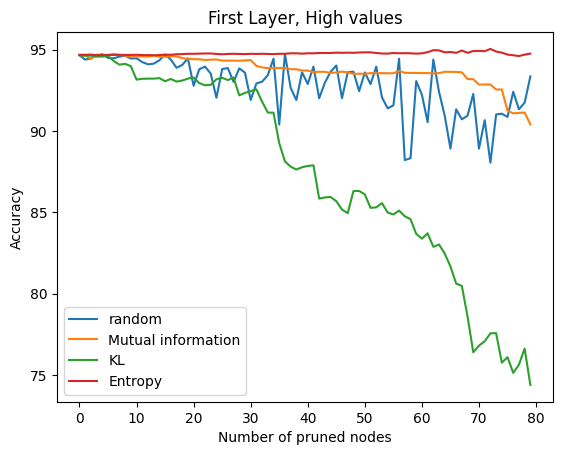 First Layer, High values
Accuracy
95
90
85
80
75
random
Mutual information
KL
Entropy
0 10 20 30 40 50 60 70 80
Number of pruned nodes